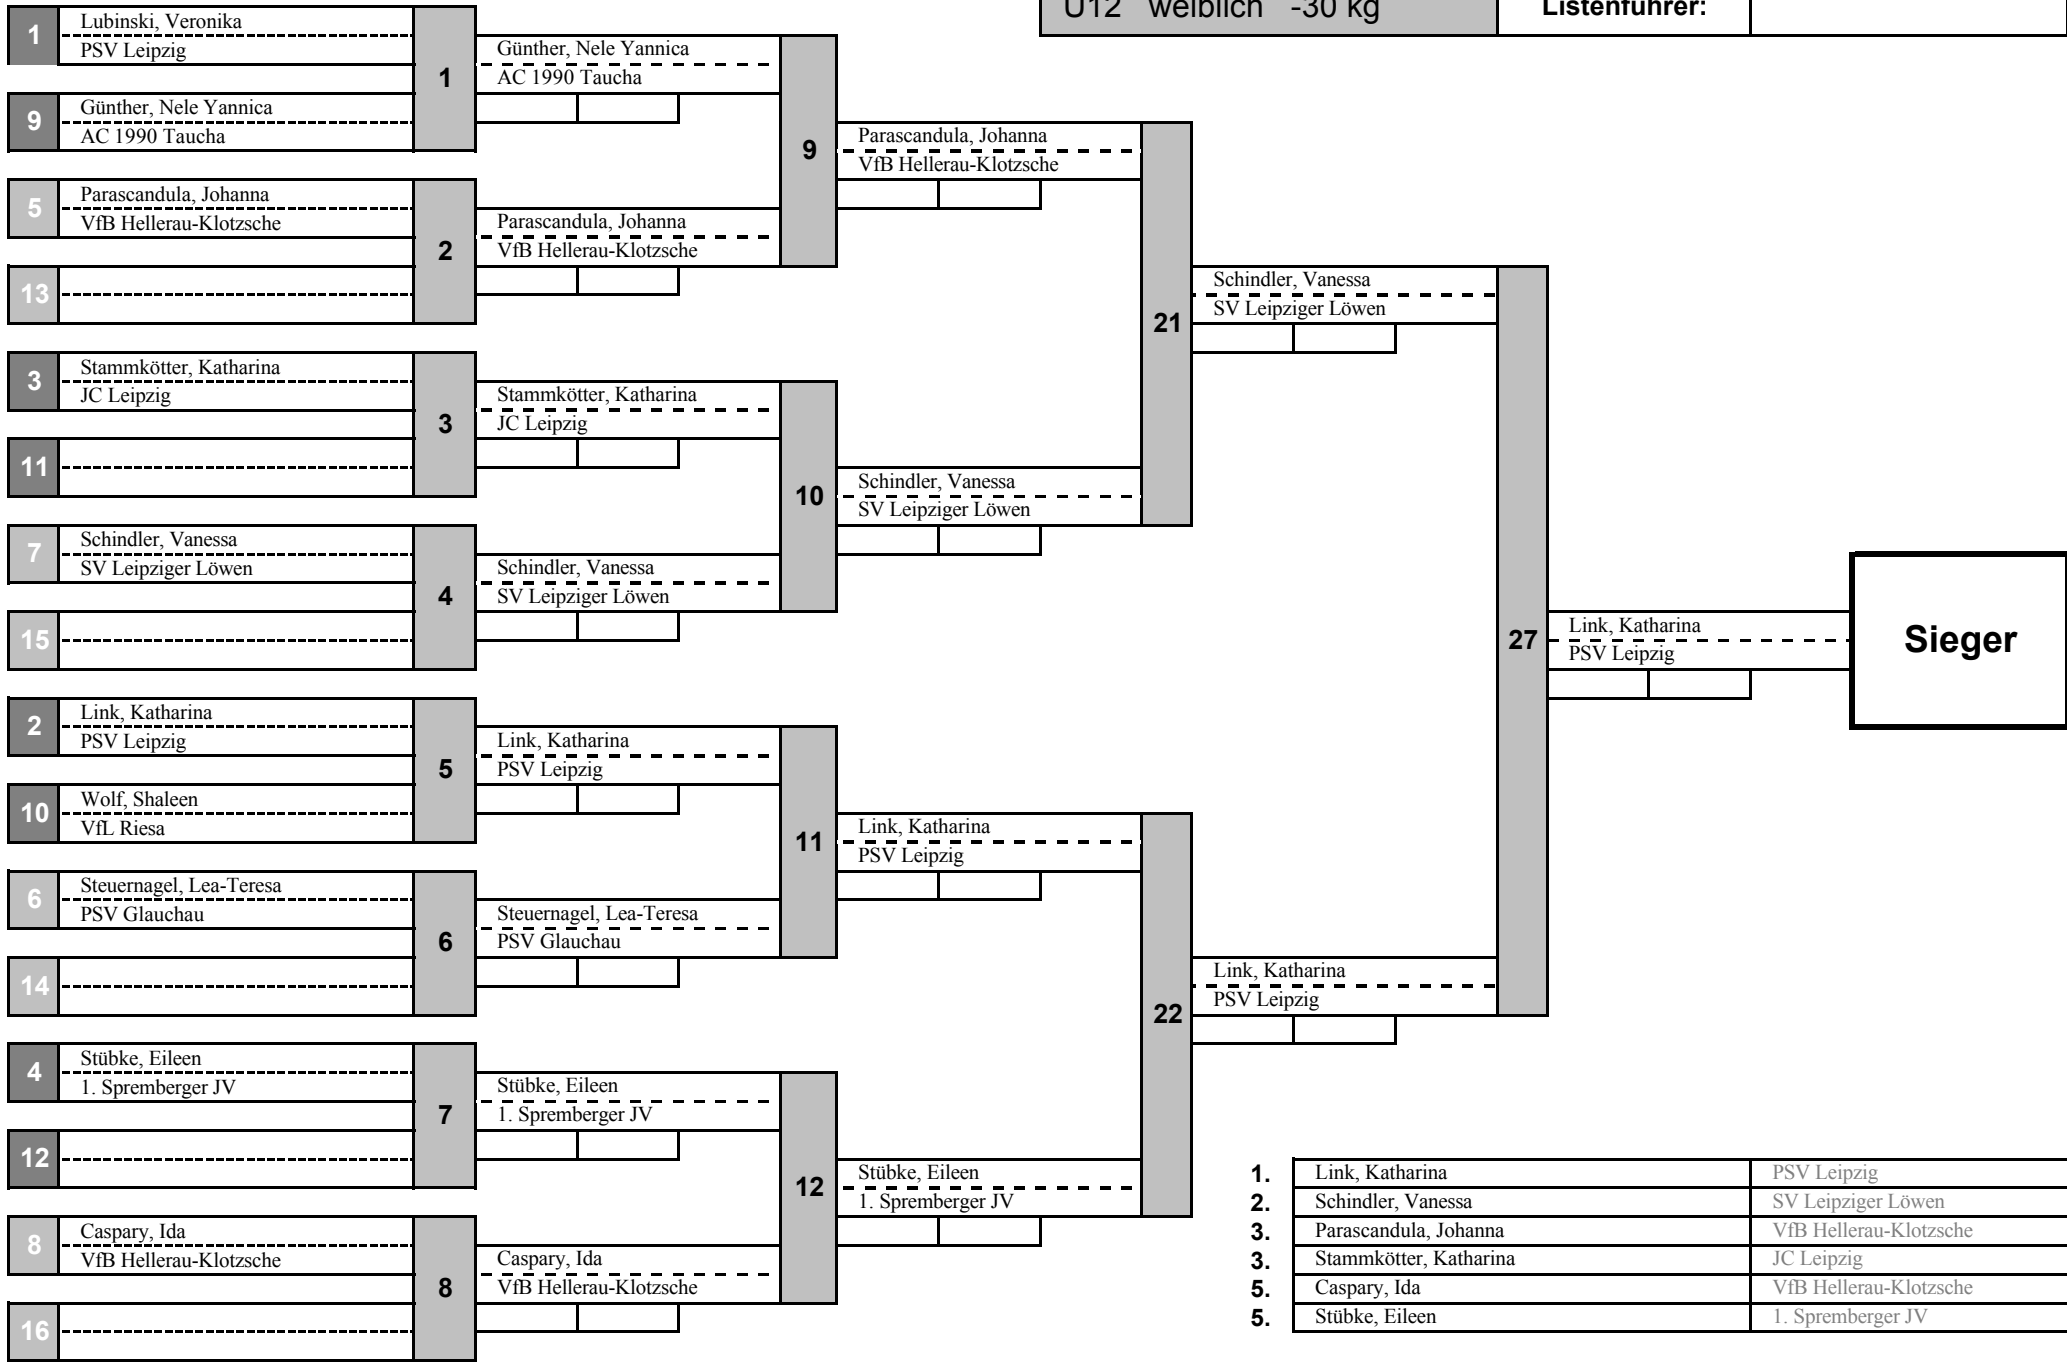 U12 weiblich -30 kg
Listenführer:
1
Lubinski, Veronika
PSV Leipzig
9
Günther, Nele Yannica
AC 1990 Taucha
1
5
Parascandula, Johanna
VfB Hellerau-Klotzsche
13
2
3
Stammkötter, Katharina
JC Leipzig
11
3
7
Schindler, Vanessa
SV Leipziger Löwen
15
4
2
Link, Katharina
PSV Leipzig
10
Wolf, Shaleen
VfL Riesa
5
6
Steuernagel, Lea-Teresa
PSV Glauchau
14
6
4
Stübke, Eileen
1. Spremberger JV
12
7
8
Caspary, Ida
VfB Hellerau-Klotzsche
16
8
Günther, Nele Yannica
AC 1990 Taucha
Parascandula, Johanna
VfB Hellerau-Klotzsche
9
Stammkötter, Katharina
JC Leipzig
Schindler, Vanessa
SV Leipziger Löwen
10
Link, Katharina
PSV Leipzig
Steuernagel, Lea-Teresa
PSV Glauchau
11
Stübke, Eileen
1. Spremberger JV
Caspary, Ida
VfB Hellerau-Klotzsche
12
Parascandula, Johanna
VfB Hellerau-Klotzsche
Schindler, Vanessa
SV Leipziger Löwen
21
Link, Katharina
PSV Leipzig
Stübke, Eileen
1. Spremberger JV
22
Schindler, Vanessa
SV Leipziger Löwen
Link, Katharina
PSV Leipzig
27
Link, Katharina
PSV Leipzig
Sieger
1. Link, Katharina PSV Leipzig
2. Schindler, Vanessa SV Leipziger Löwen
3. Parascandula, Johanna VfB Hellerau-Klotzsche
3. Stammkötter, Katharina JC Leipzig
5. Caspary, Ida VfB Hellerau-Klotzsche
5. Stübke, Eileen 1. Spremberger JV